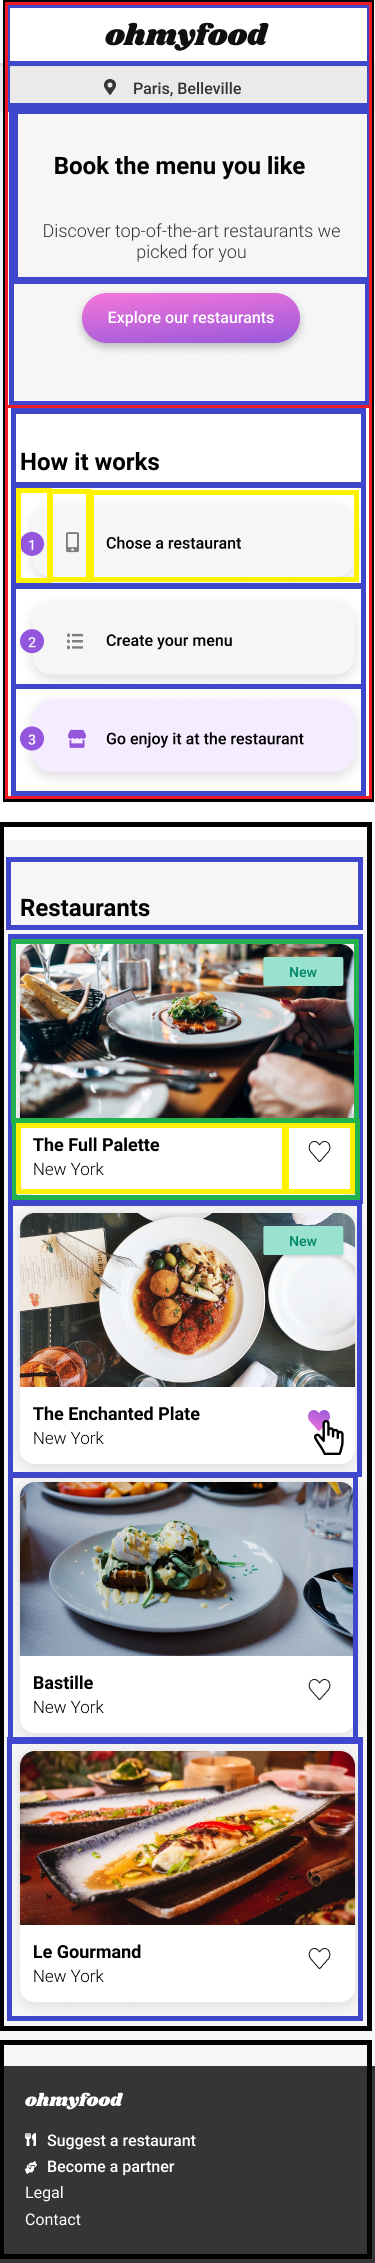 ohmyfood
Paris, Belleville
Book the menu you like
Discover top-of-the-art restaurants we
picked for you
Explore our restaurants
How it works
1 Chose a restaurant
2 Create your menu
3 Go enjoy it at the restaurant
Restaurants
New
The Full Palette
New York
New
The Enchanted Plate
New York
Bastille
New York
Le Gourmand
New York
ohmyfood
Suggest a restaurant
Become a partner
Legal
Contact